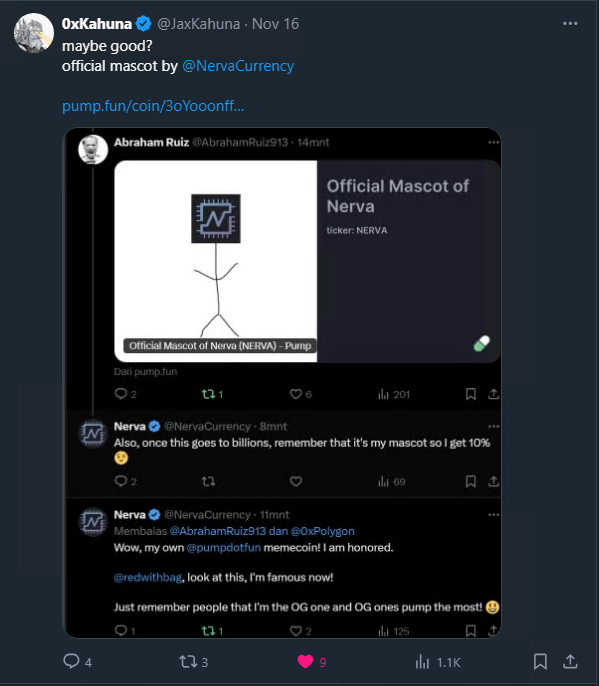 0xKahuna @JaxKahuna · Nov 16
maybe good?
official mascot by @NervaCurrency
pump.fun/coin/3oYooonff...
Abraham Ruiz @AbrahamRuiz913 · 14mnt
Official Mascot of
Nerva
ticker: NERVA
Official Mascot of Nerva (NERVA) - Pump
Dari pump.fun
2 1 6 201
Nerva @NervaCurrency · 8mnt
Also, once this goes to billions, remember that it's my mascot so I get 10%
😉
2 69
Nerva @NervaCurrency · 11mnt
Membalas @AbrahamRuiz913 dan @0xPolygon
Wow, my own @pumpdotfun memecoin! I am honored.
@redwithbag, look at this, I'm famous now!
Just remember people that I'm the OG one and OG ones pump the most! 😃
1 1 2 125
4 3 9 1.1K